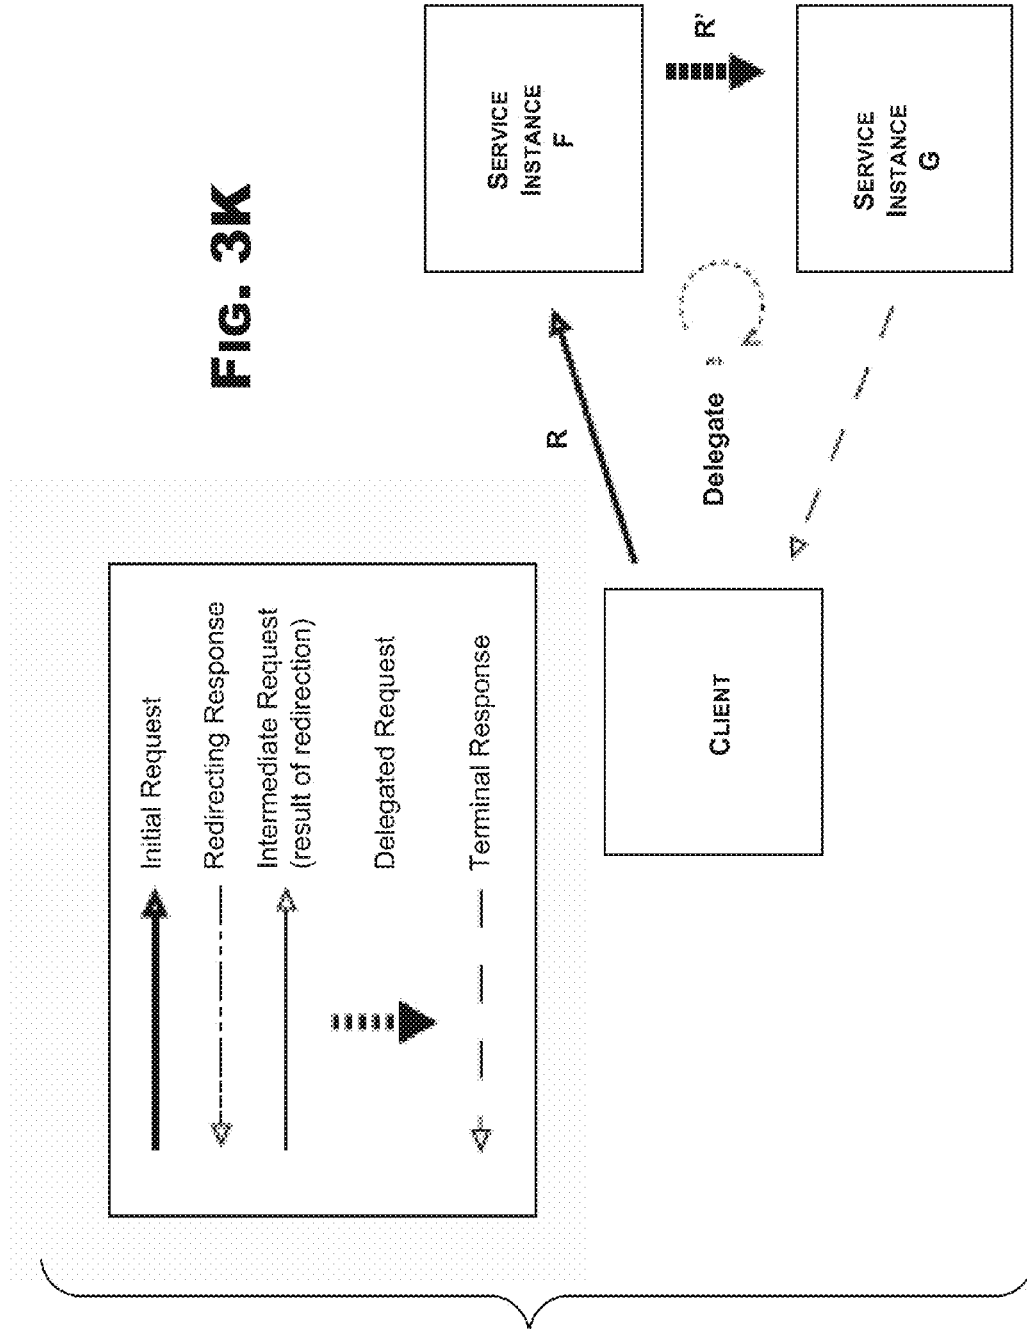 FIG. 3K
Initial Request
Redirecting Response
Intermediate Request
(result of redirection)
Delegated Request
Terminal Response
CLIENT
R
Delegate
SERVICE
INSTANCE
F
R'
SERVICE
INSTANCE
G